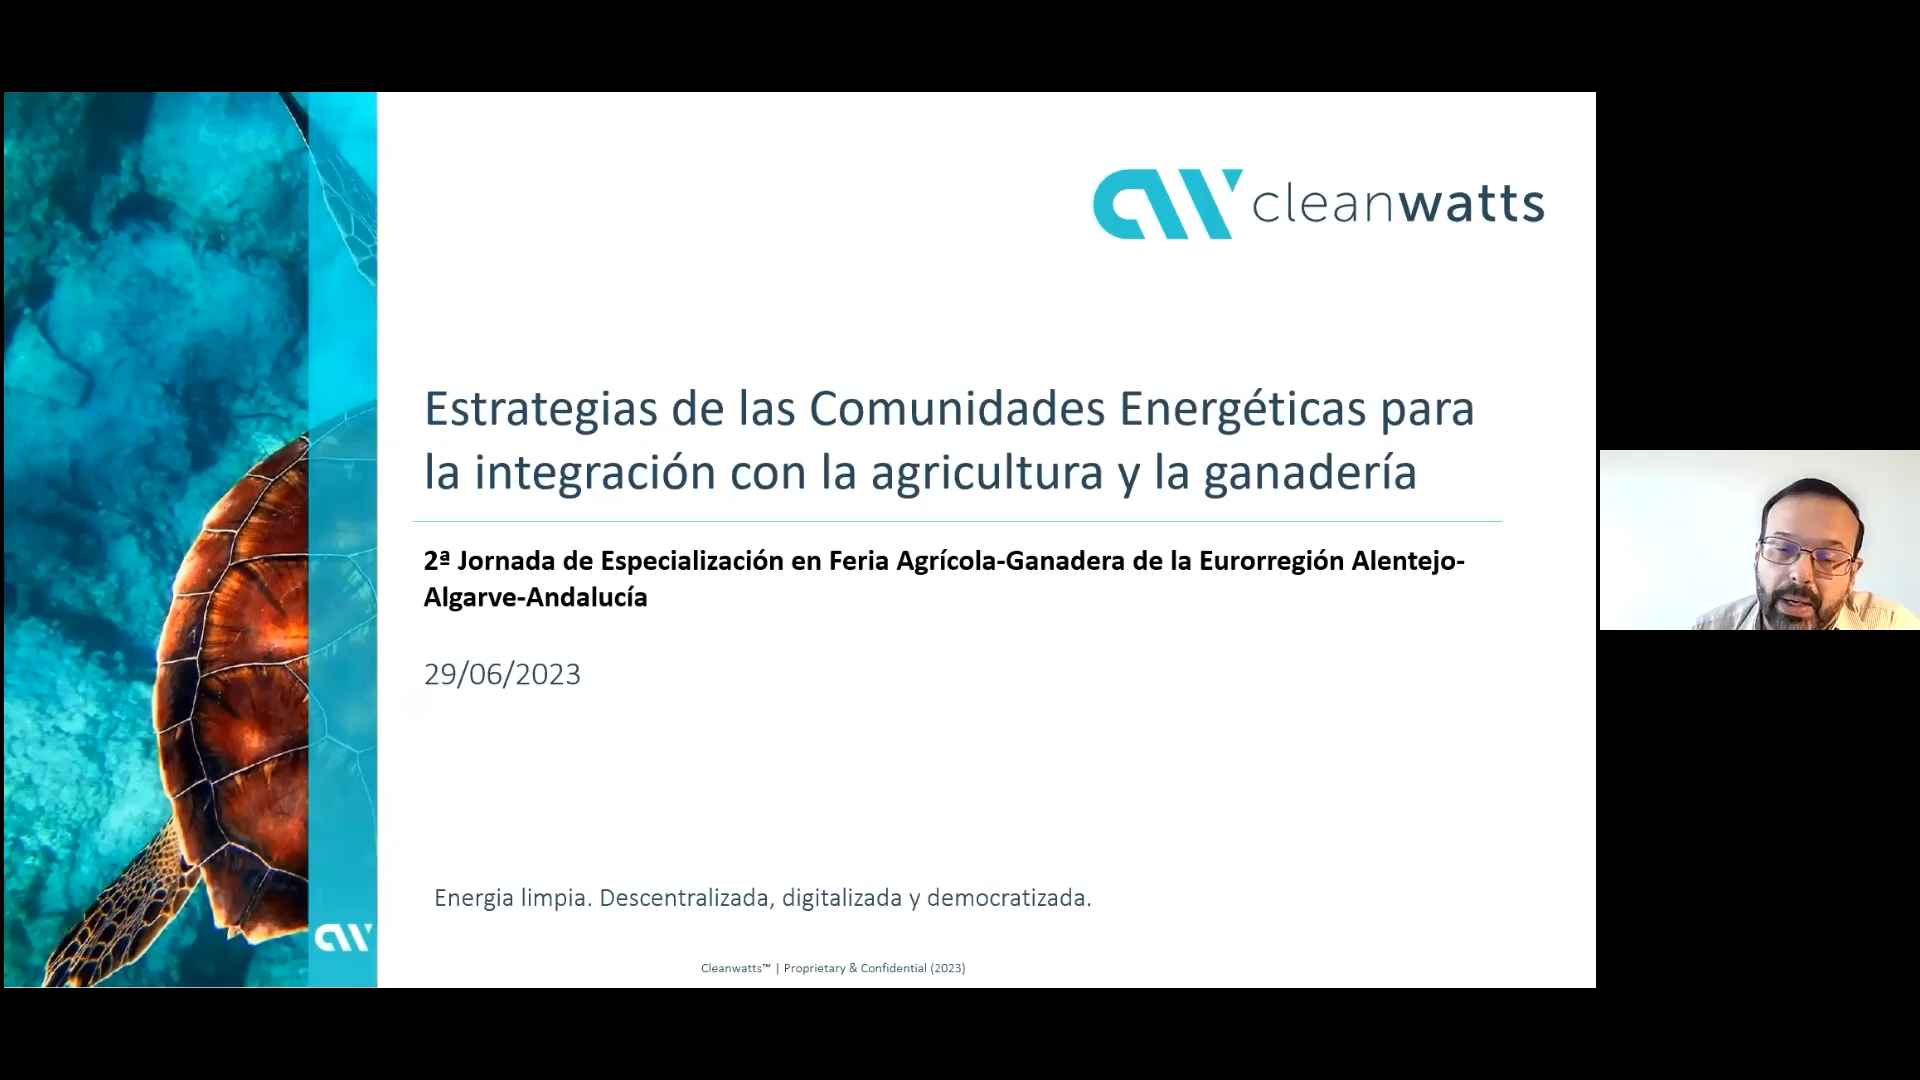 cleanwatts
Estrategias de las Comunidades Energéticas para
la integración con la agricultura y la ganadería
2ª Jornada de Especialización en Feria Agrícola-Ganadera de la Eurorregión Alentejo-
Algarve-Andalucía
29/06/2023
Energia limpia. Descentralizada, digitalizada y democratizada.
Cleanwatts™ | Proprietary & Confidential (2023)